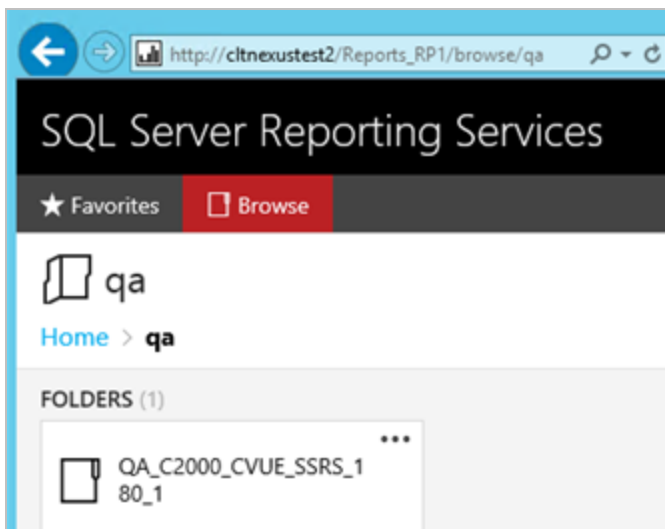 http://cltnexustest2/Reports_RP1/browse/qa
SQL Server Reporting Services
Favorites
Browse
qa
Home > qa
FOLDERS (1)
QA_C2000_CVUE_SSRS_1
80_1